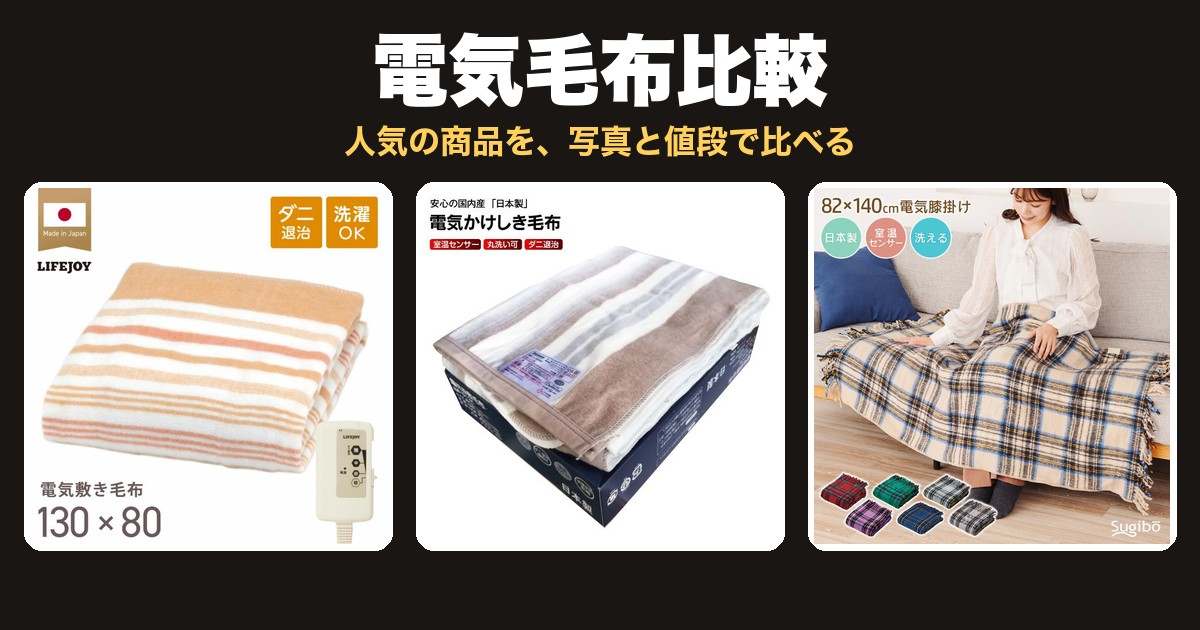 電気毛布比較
人気の商品を、写真と値段で比べる
Made in Japan
LIFEJOY
ダニ
退治
洗濯
OK
電気敷き毛布
130×80
LIFEJOY
安心の国内産「日本製」
電気かけしき毛布
室温センサー 丸洗い可 ダニ退治
日本製
82×140cm電気膝掛け
日本製
室温
センサー
洗える
Sugibo